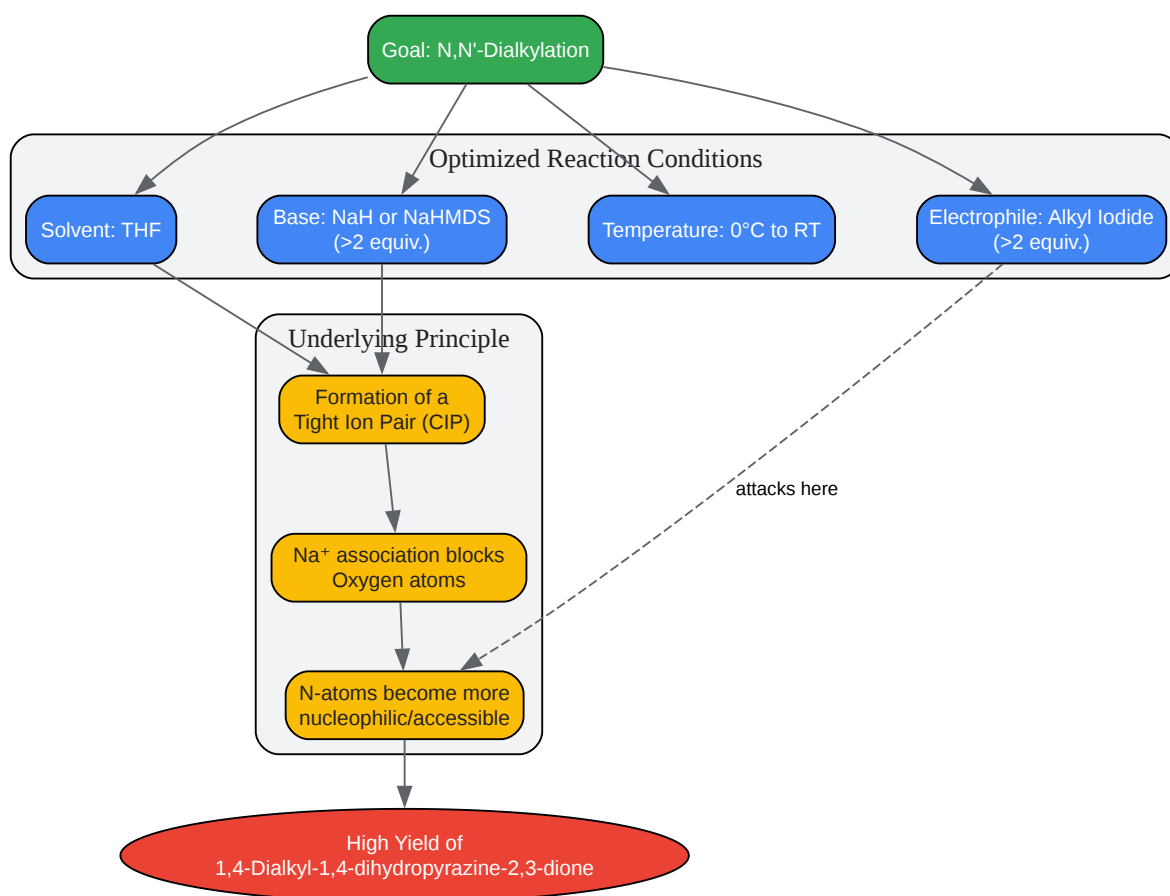 Goal: N,N'-Dialkylation
Optimized Reaction Conditions
Solvent: THF
Base: NaH or NaHMDS
(>2 equiv.)
Temperature: 0°C to RT
Electrophile: Alkyl Iodide
(>2 equiv.)
Underlying Principle
Formation of a
Tight Ion Pair (CIP)
attacks here
Na⁺ association blocks
Oxygen atoms
N-atoms become more
nucleophilic/accessible
High Yield of
1,4-Dialkyl-1,4-dihydropyrazine-2,3-dione